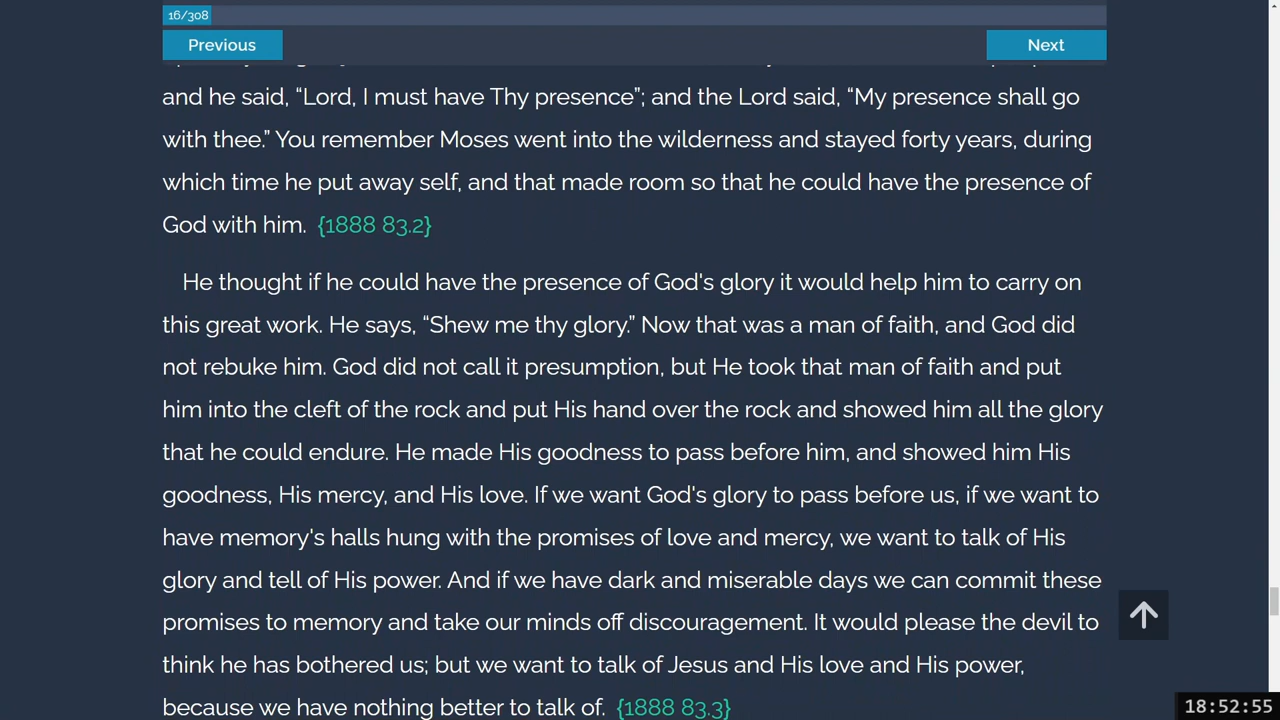 16/308
Previous
Next
and he said, “Lord, I must have Thy presence”; and the Lord said, “My presence shall go
with thee.” You remember Moses went into the wilderness and stayed forty years, during
which time he put away self, and that made room so that he could have the presence of
God with him. {1888 83.2}
He thought if he could have the presence of God's glory it would help him to carry on
this great work. He says, “Shew me thy glory.” Now that was a man of faith, and God did
not rebuke him. God did not call it presumption, but He took that man of faith and put
him into the cleft of the rock and put His hand over the rock and showed him all the glory
that he could endure. He made His goodness to pass before him, and showed him His
goodness, His mercy, and His love. If we want God's glory to pass before us, if we want to
have memory's halls hung with the promises of love and mercy, we want to talk of His
glory and tell of His power. And if we have dark and miserable days we can commit these
promises to memory and take our minds off discouragement. It would please the devil to
think he has bothered us; but we want to talk of Jesus and His love and His power,
because we have nothing better to talk of. {1888 83.3}
18:52:55